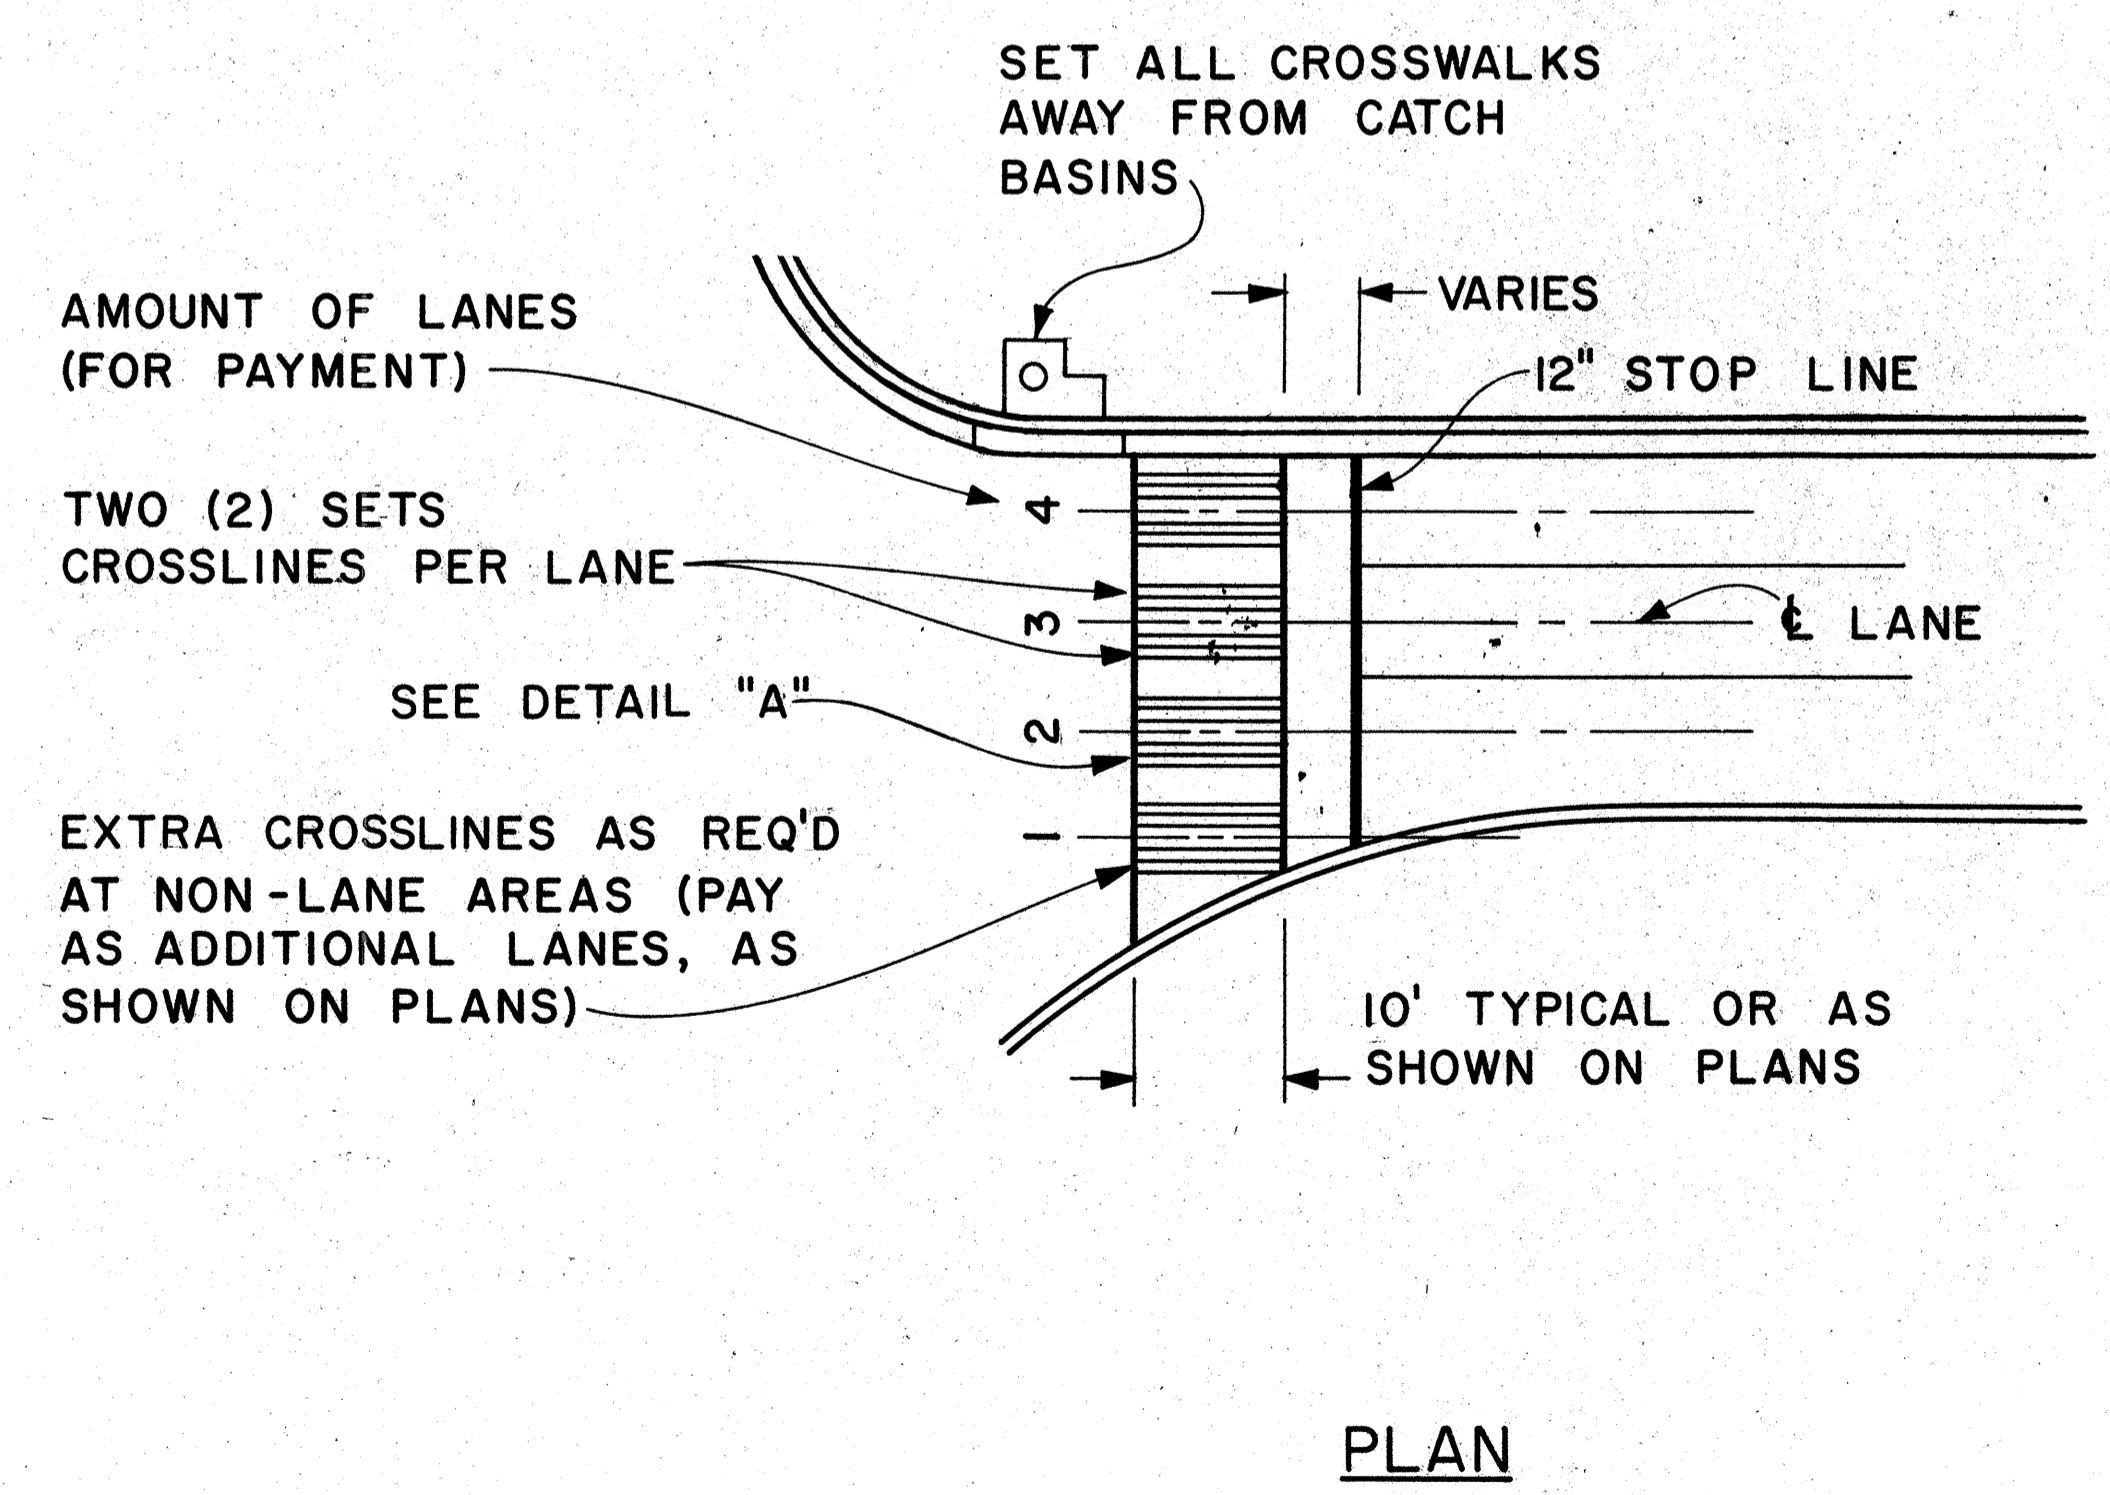 SET ALL CROSSWALKS
AWAY FROM CATCH
BASINS
VARIES
12" STOP LINE
AMOUNT OF LANES
(FOR PAYMENT)
4
TWO (2) SETS
CROSSLINES PER LANE
3
℄ LANE
SEE DETAIL "A"
2
EXTRA CROSSLINES AS REQ'D
AT NON-LANE AREAS (PAY
AS ADDITIONAL LANES, AS
SHOWN ON PLANS)
1
10' TYPICAL OR AS
SHOWN ON PLANS
PLAN